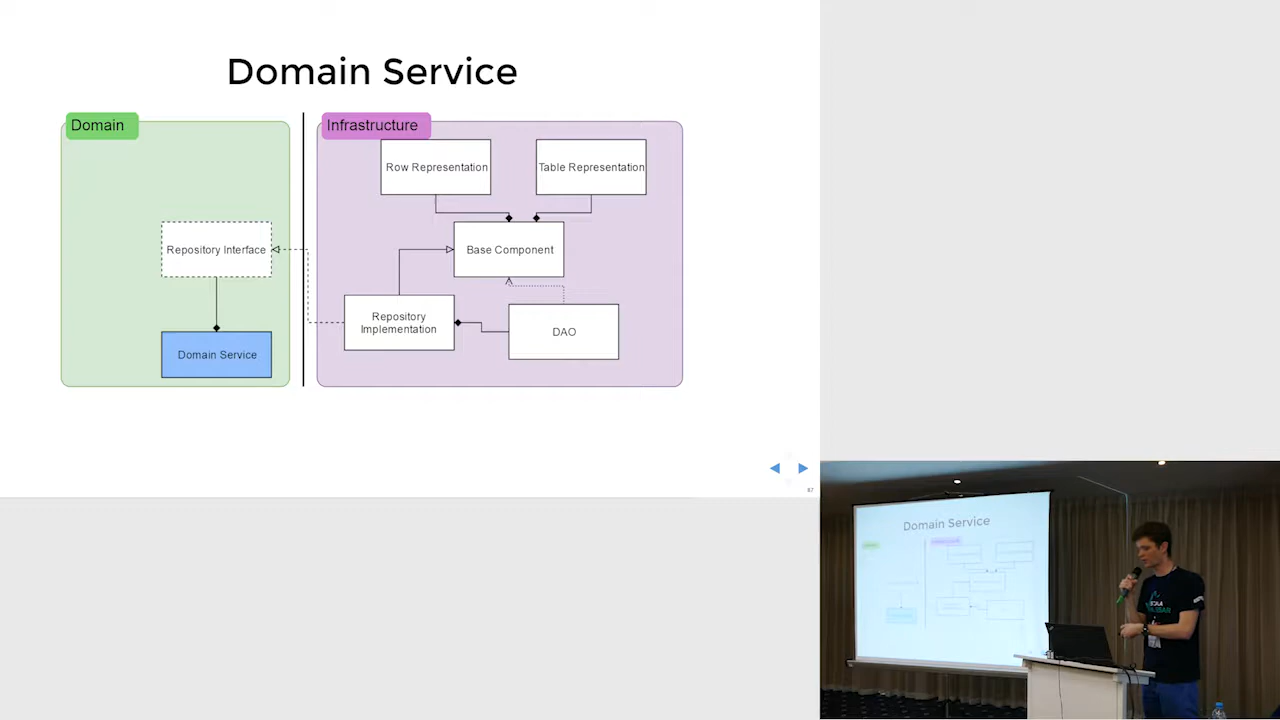 Domain Service
Domain
Infrastructure
Row Representation
Table Representation
Repository Interface
Base Component
Repository
Implementation
DAO
Domain Service
87
Domain Service